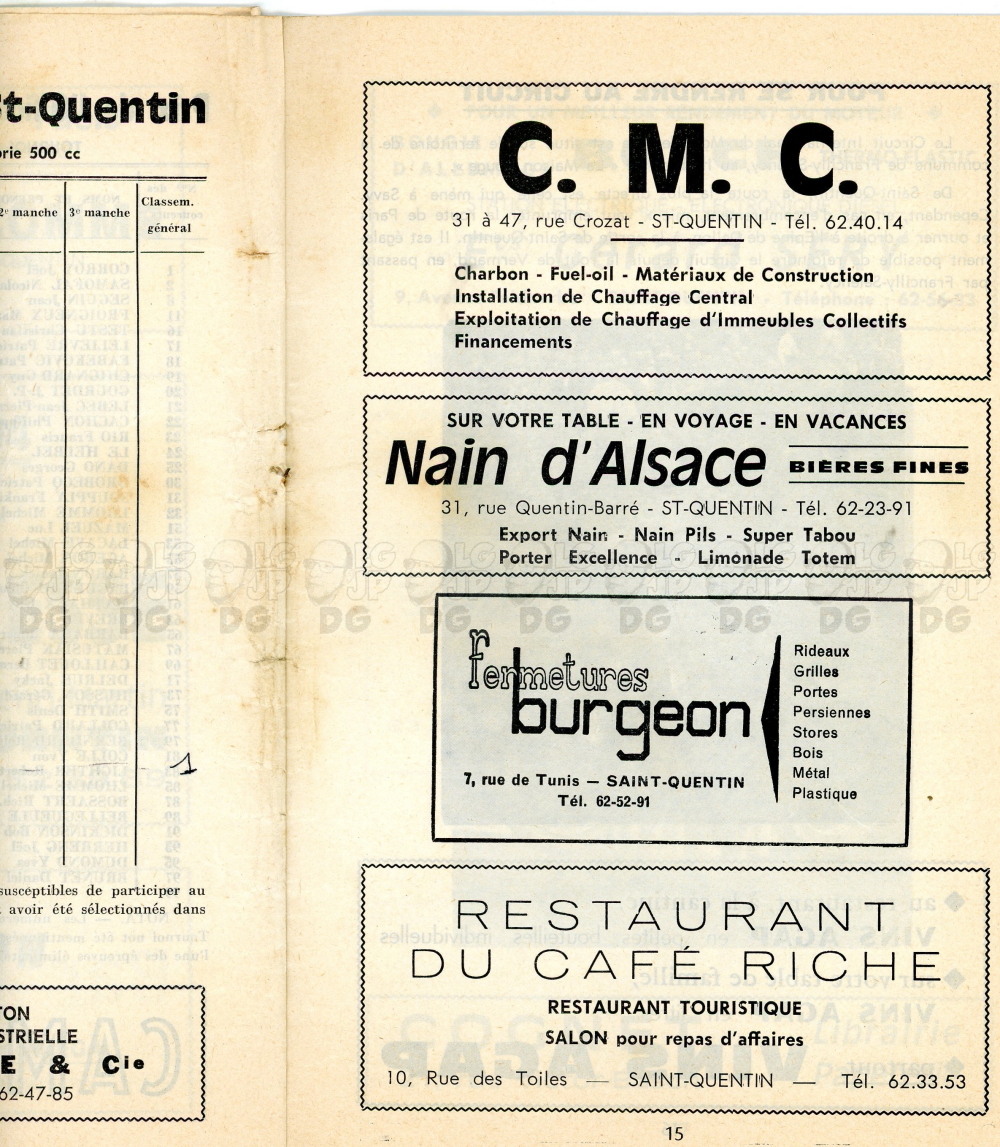 St-Quentin
orie 500 cc
2e manche 3e manche Classem. général
1
susceptibles de participer au
avoir été sélectionnés dans
TON
STRIELLE
E & Cie
62-47-85
C. M. C.
31 à 47, rue Crozat - ST-QUENTIN - Tél. 62.40.14
Charbon - Fuel-oil - Matériaux de Construction
Installation de Chauffage Central
Exploitation de Chauffage d'Immeubles Collectifs
Financements
SUR VOTRE TABLE - EN VOYAGE - EN VACANCES
Nain d'Alsace BIÈRES FINES
31, rue Quentin-Barré - ST-QUENTIN - Tél. 62-23-91
Export Nain - Nain Pils - Super Tabou
Porter Excellence - Limonade Totem
fermetures
burgeon
7, rue de Tunis — SAINT-QUENTIN
Tél. 62-52-91
Rideaux
Grilles
Portes
Persiennes
Stores
Bois
Métal
Plastique
RESTAURANT
DU CAFÉ RICHE
RESTAURANT TOURISTIQUE
SALON pour repas d'affaires
10, Rue des Toiles — SAINT-QUENTIN — Tél. 62.33.53
15